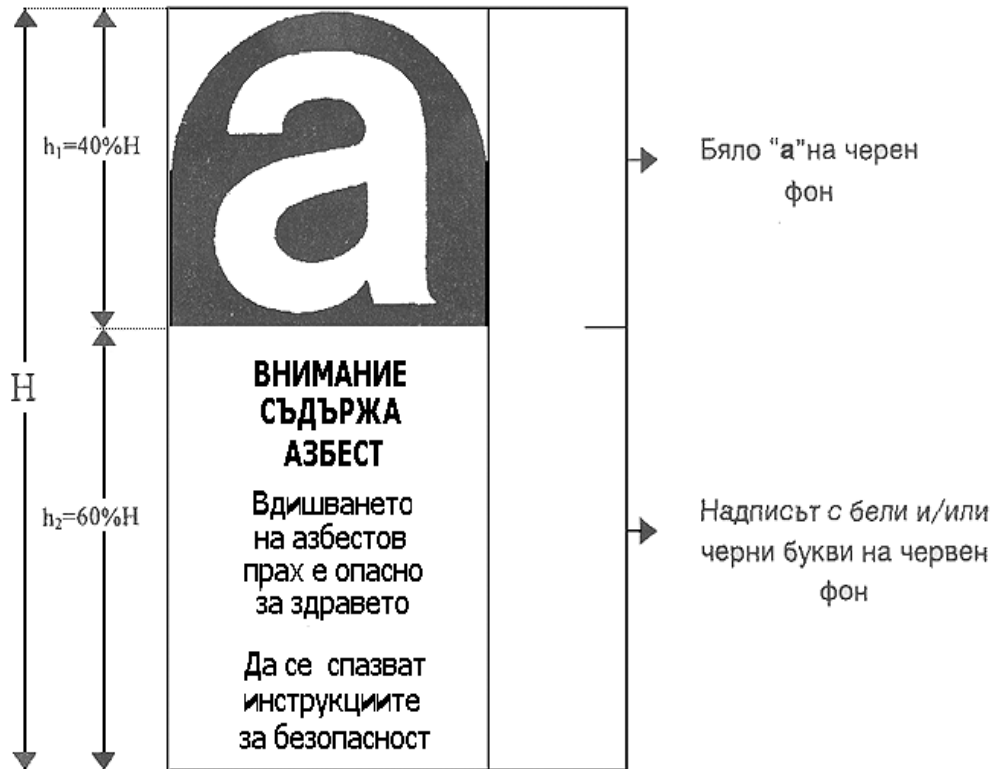 H
h₁=40%H
h₂=60%H
a
ВНИМАНИЕ
СЪДЪРЖА
АЗБЕСТ
Вдишването
на азбестов
прах е опасно
за здравето
Да се спазват
инструкциите
за безопасност
Бяло “а”на черен
фон
Надписът с бели и/или
черни букви на червен
фон